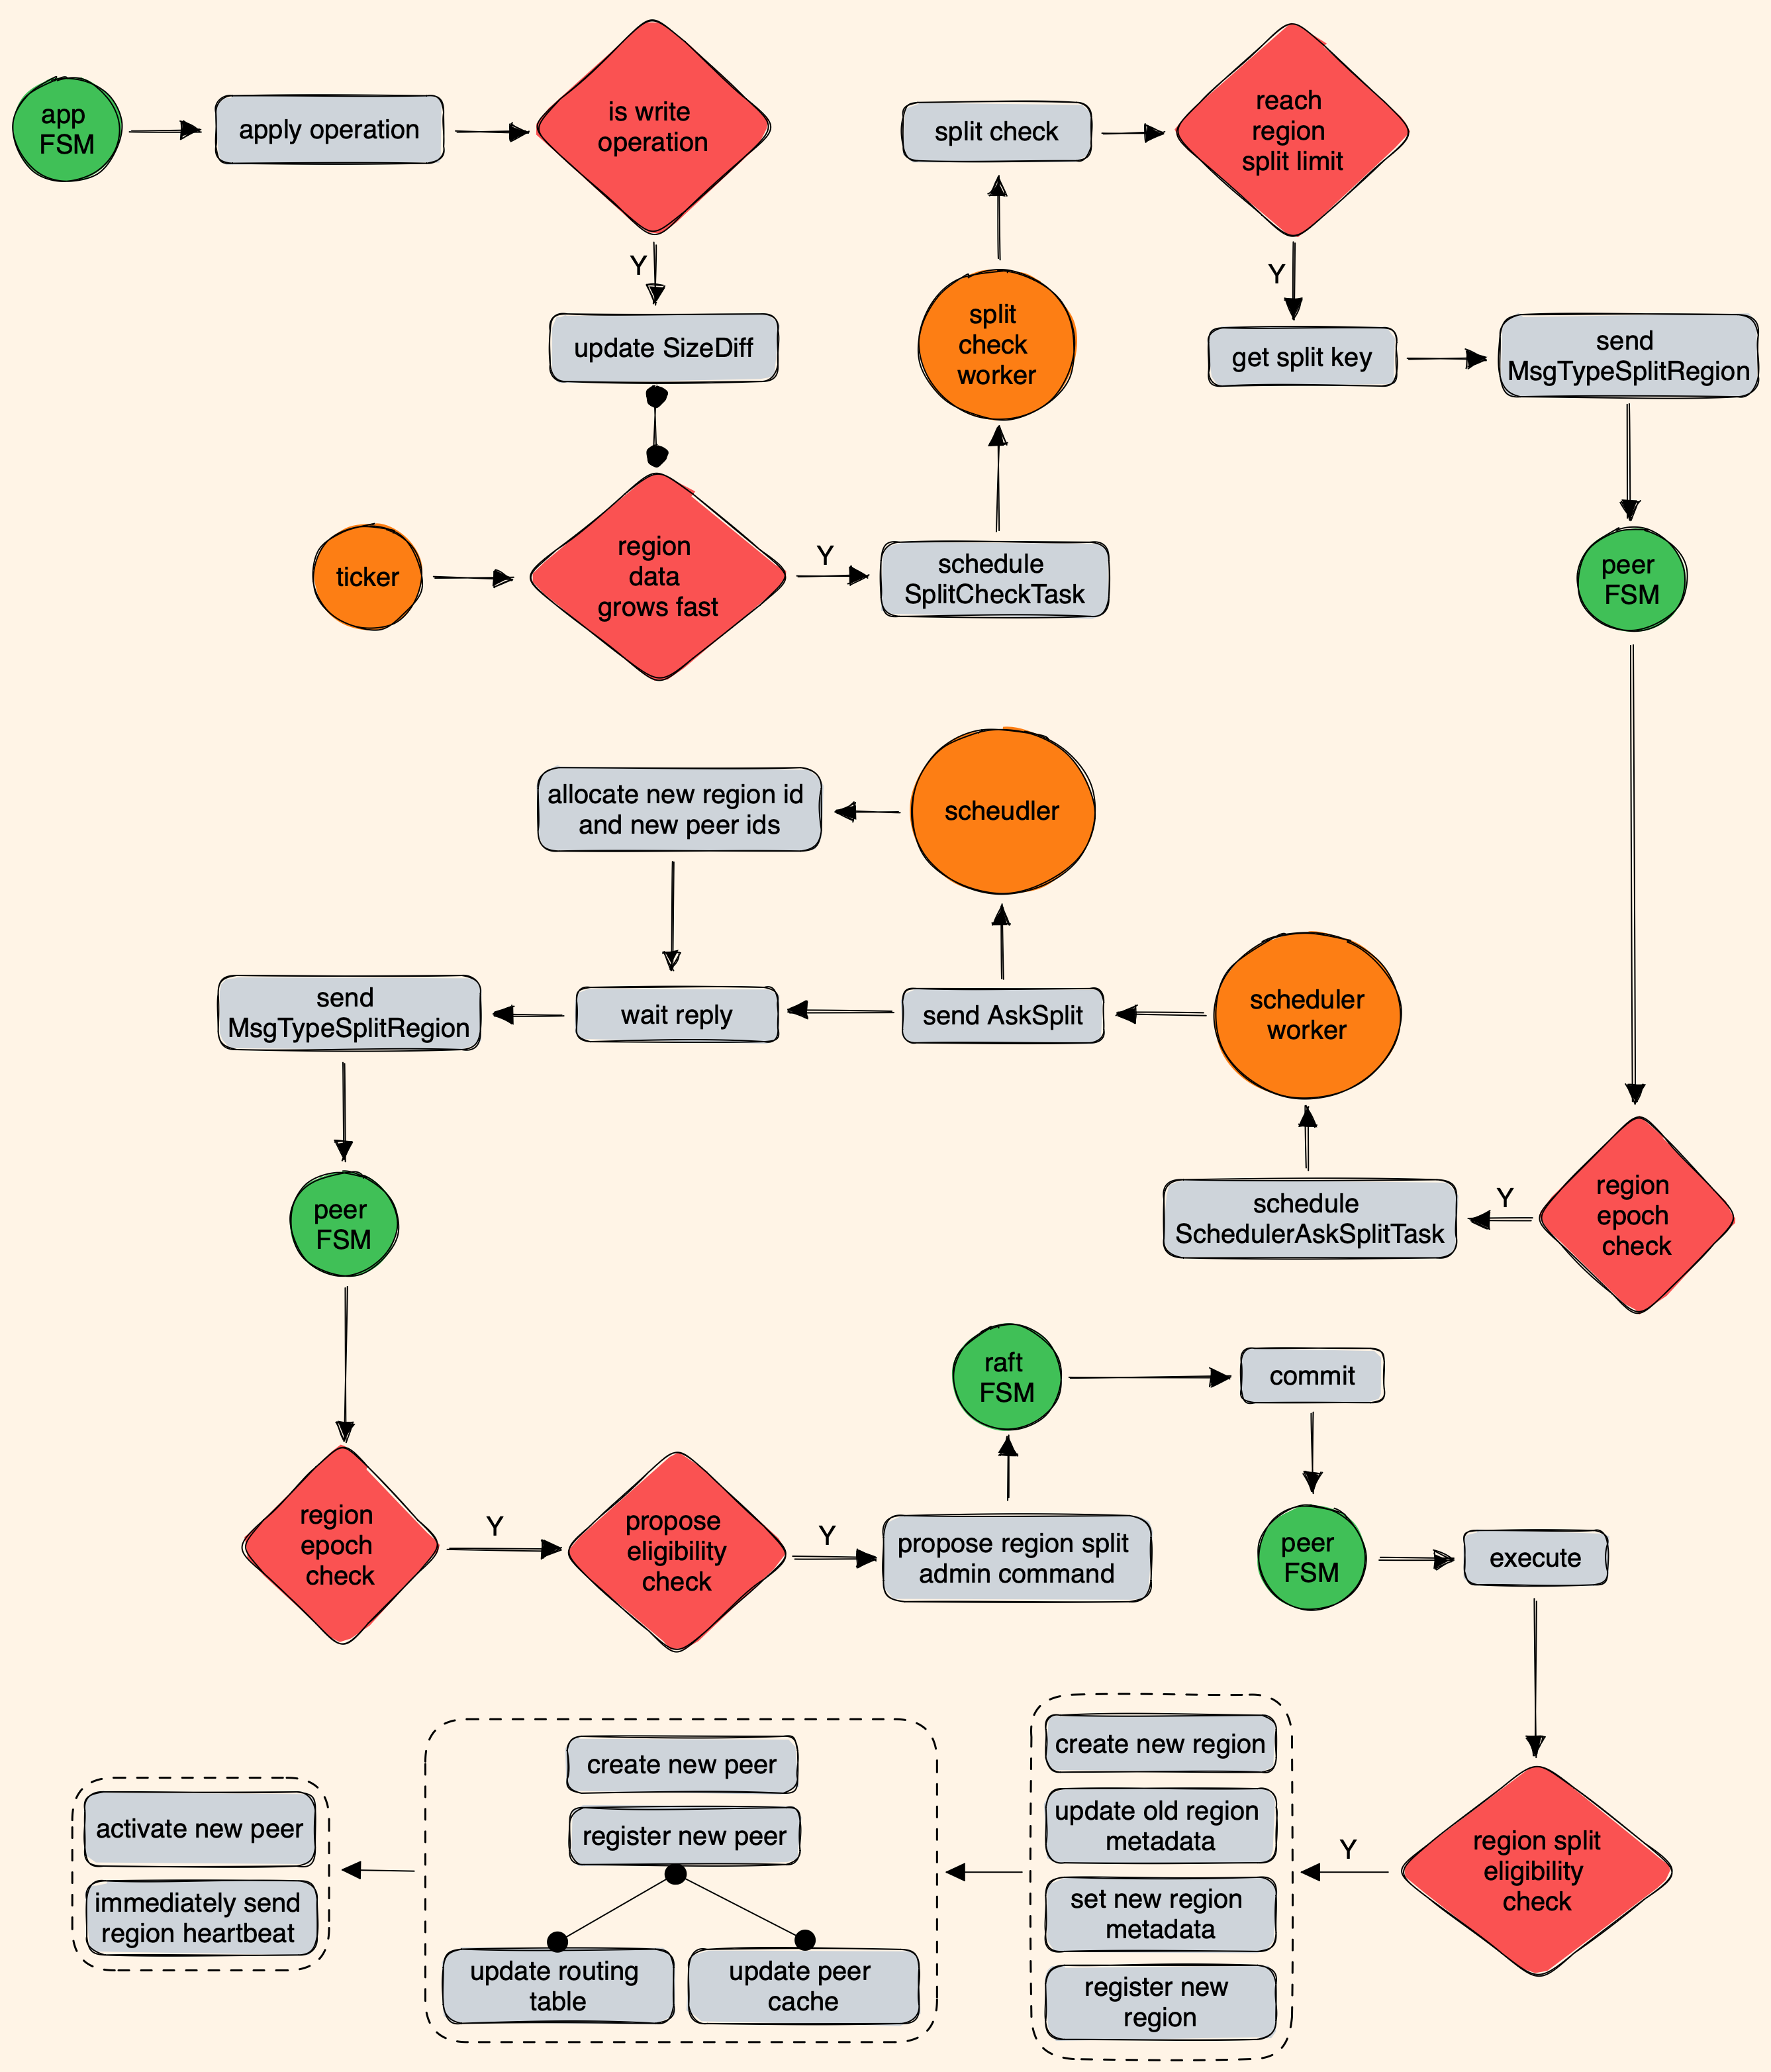 app
FSM
apply operation
is write
operation
Y
update SizeDiff
ticker
region
data
grows fast
Y
schedule
SplitCheckTask
split
check
worker
split check
reach
region
split limit
Y
get split key
send
MsgTypeSplitRegion
peer
FSM
region
epoch
check
Y
schedule
SchedulerAskSplitTask
scheduler
worker
send AskSplit
scheudler
allocate new region id
and new peer ids
wait reply
send
MsgTypeSplitRegion
peer
FSM
region
epoch
check
Y
propose
eligibility
check
Y
propose region split
admin command
raft
FSM
commit
peer
FSM
execute
region split
eligibility
check
Y
create new region
update old region
metadata
set new region
metadata
register new
region
create new peer
register new peer
update routing
table
update peer
cache
activate new peer
immediately send
region heartbeat